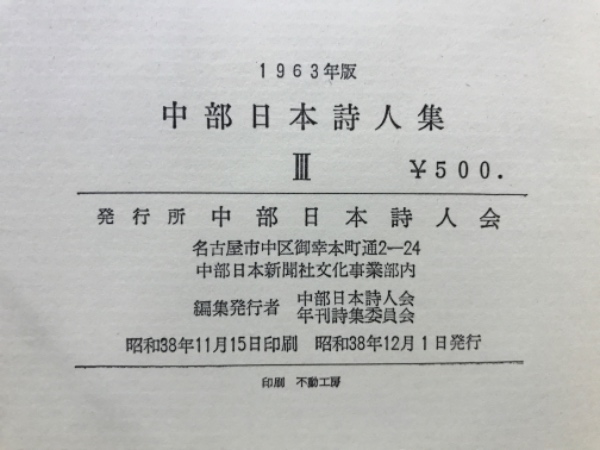 1963年版
中部日本詩人集
Ⅲ ¥500.
発行所 中部日本詩人会
名古屋市中区御幸本町通2―24
中部日本新聞社文化事業部内
編集発行者 中部日本詩人会
年刊詩集委員会
昭和38年11月15日印刷 昭和38年12月1日発行
印刷 不動工房